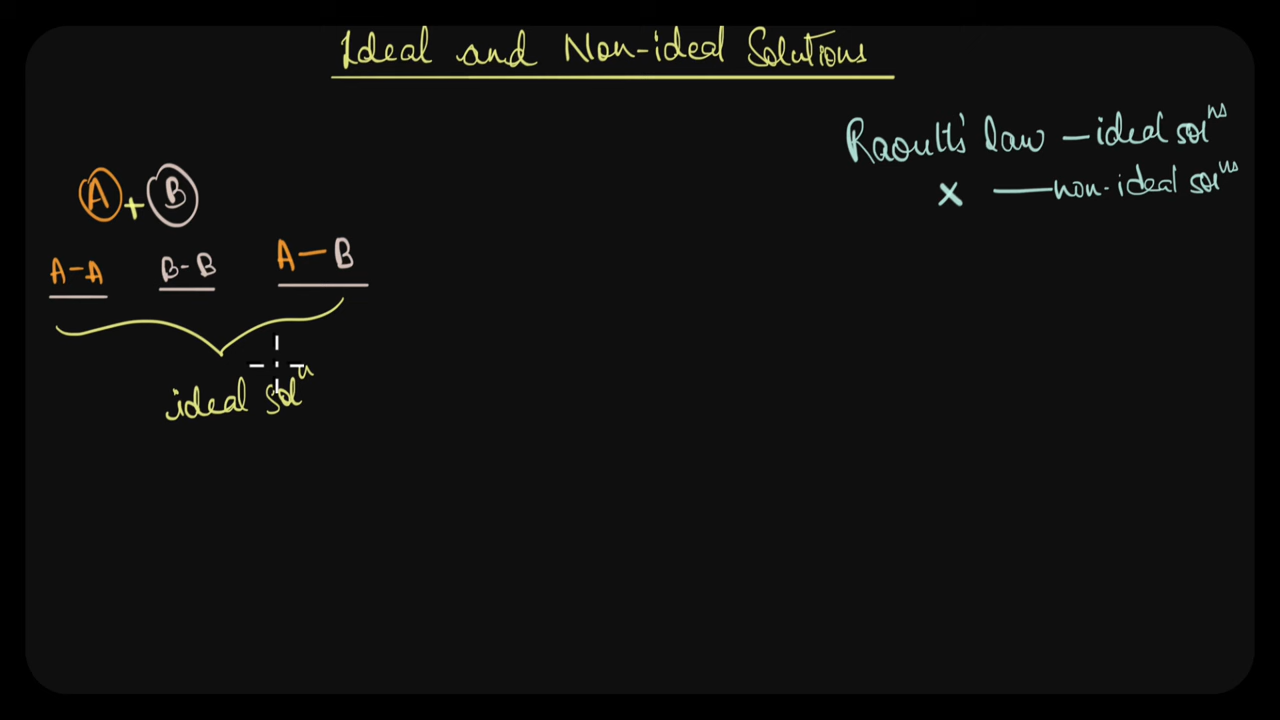 Ideal and Non-ideal Solutions
Raoult's law — ideal solⁿˢ
× — non-ideal solⁿˢ
A + B
A-A B-B A-B
ideal solⁿ